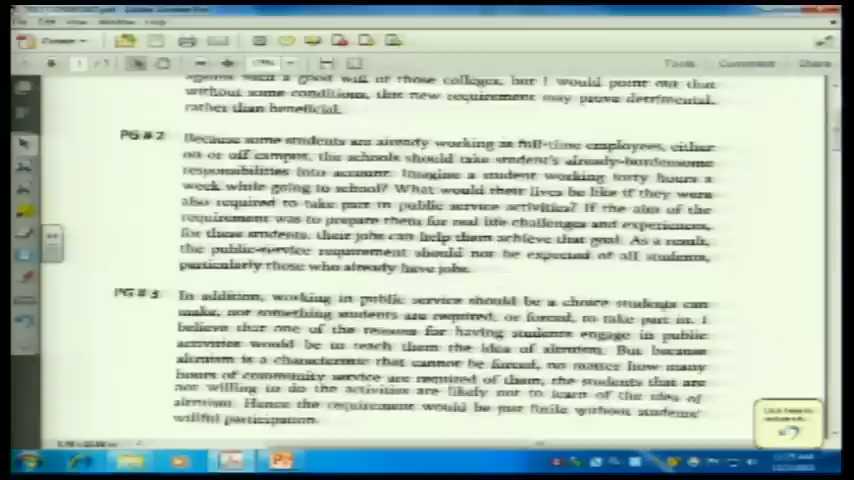 against such a good will of those colleges, but I would point out that
without some conditions, this new requirement may prove detrimental,
rather than beneficial.
PG # 2
Because some students are already working as full-time employees, either
on or off campus, the schools should take student's already-burdensome
responsibilities into account. Imagine a student working forty hours a
week while going to school? What would their lives be like if they were
also required to take part in public service activities? If the aim of the
requirement was to prepare them for real life challenges and experiences,
for these students, their jobs can help them achieve that goal. As a result,
the public-service requirement should not be expected of all students,
particularly those who already have jobs.
PG # 3
In addition, working in public service should be a choice students can
make, not something students are required, or forced, to take part in. I
believe that one of the reasons for having students engage in public
activities would be to teach them the idea of altruism. But because
altruism is a characteristic that cannot be forced, no matter how many
hours of community service are required of them, the students that are
not willing to do the activities are likely not to learn of the idea of
altruism. Hence the requirement would be just finite without students'
willful participation.
Tools Comment Share